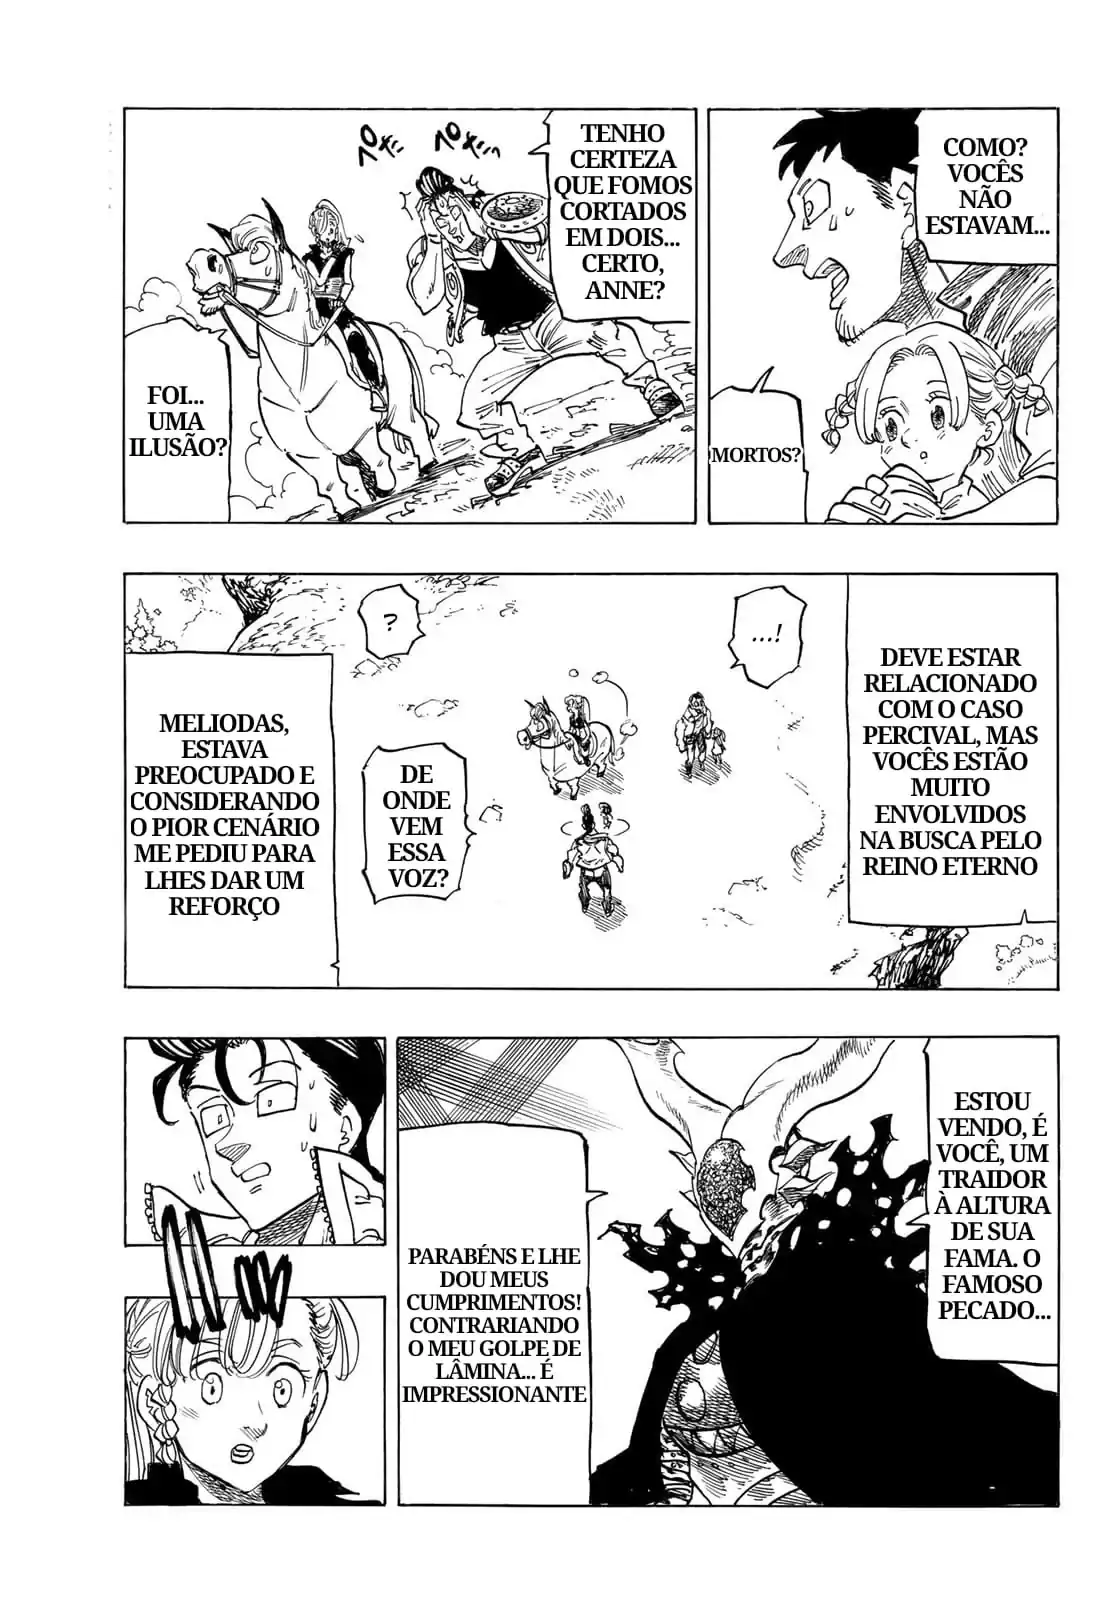 COMO?
VOCÊS
NÃO
ESTAVAM...
MORTOS?
TENHO
CERTEZA
QUE FOMOS
CORTADOS
EM DOIS...
CERTO,
ANNE?
FOI...
UMA
ILUSÃO?
DEVE ESTAR
RELACIONADO
COM O CASO
PERCIVAL, MAS
VOCÊS ESTÃO
MUITO
ENVOLVIDOS
NA BUSCA PELO
REINO ETERNO
...!
?
DE
ONDE
VEM
ESSA
VOZ?
MELIODAS,
ESTAVA
PREOCUPADO E
CONSIDERANDO
O PIOR CENÁRIO
ME PEDIU PARA
LHES DAR UM
REFORÇO
ESTOU
VENDO, É
VOCÊ, UM
TRAIDOR
À ALTURA
DE SUA
FAMA. O
FAMOSO
PECADO...
PARABÉNS E LHE
DOU MEUS
CUMPRIMENTOS!
CONTRARIANDO
O MEU GOLPE DE
LÂMINA... É
IMPRESSIONANTE